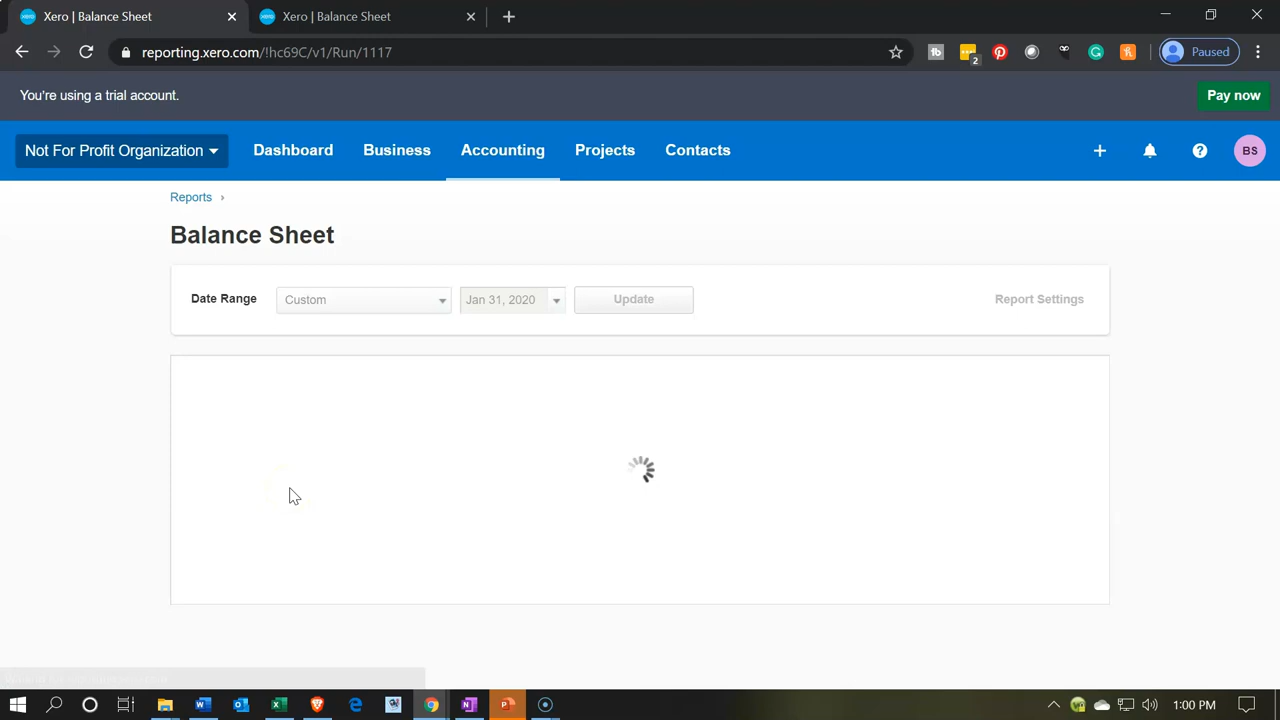 Xero | Balance Sheet
Xero | Balance Sheet
reporting.xero.com/!hc69C/v1/Run/1117
2
Paused
You're using a trial account.
Pay now
Not For Profit Organization
Dashboard
Business
Accounting
Projects
Contacts
BS
Reports
Balance Sheet
Date Range
Custom
Jan 31, 2020
Update
Report Settings
1:00 PM